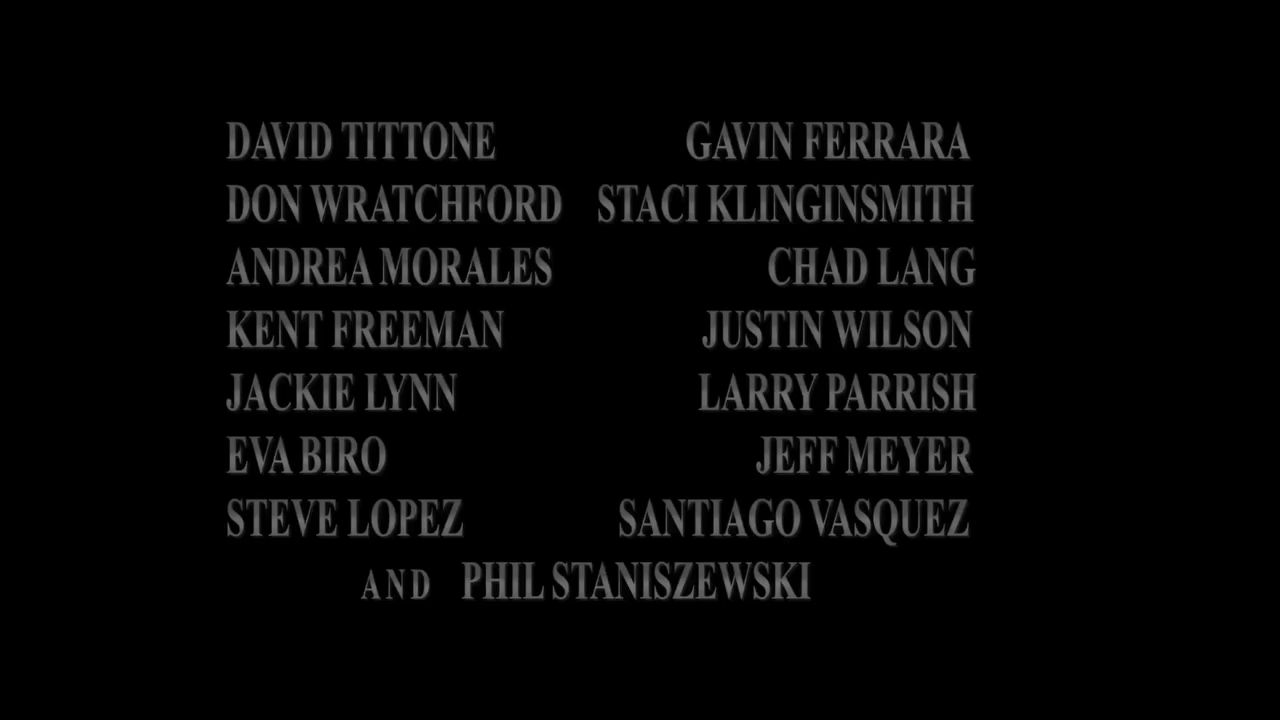 DAVID TITTONE GAVIN FERRARA
DON WRATCHFORD STACI KLINGINSMITH
ANDREA MORALES CHAD LANG
KENT FREEMAN JUSTIN WILSON
JACKIE LYNN LARRY PARRISH
EVA BIRO JEFF MEYER
STEVE LOPEZ SANTIAGO VASQUEZ
AND PHIL STANISZEWSKI